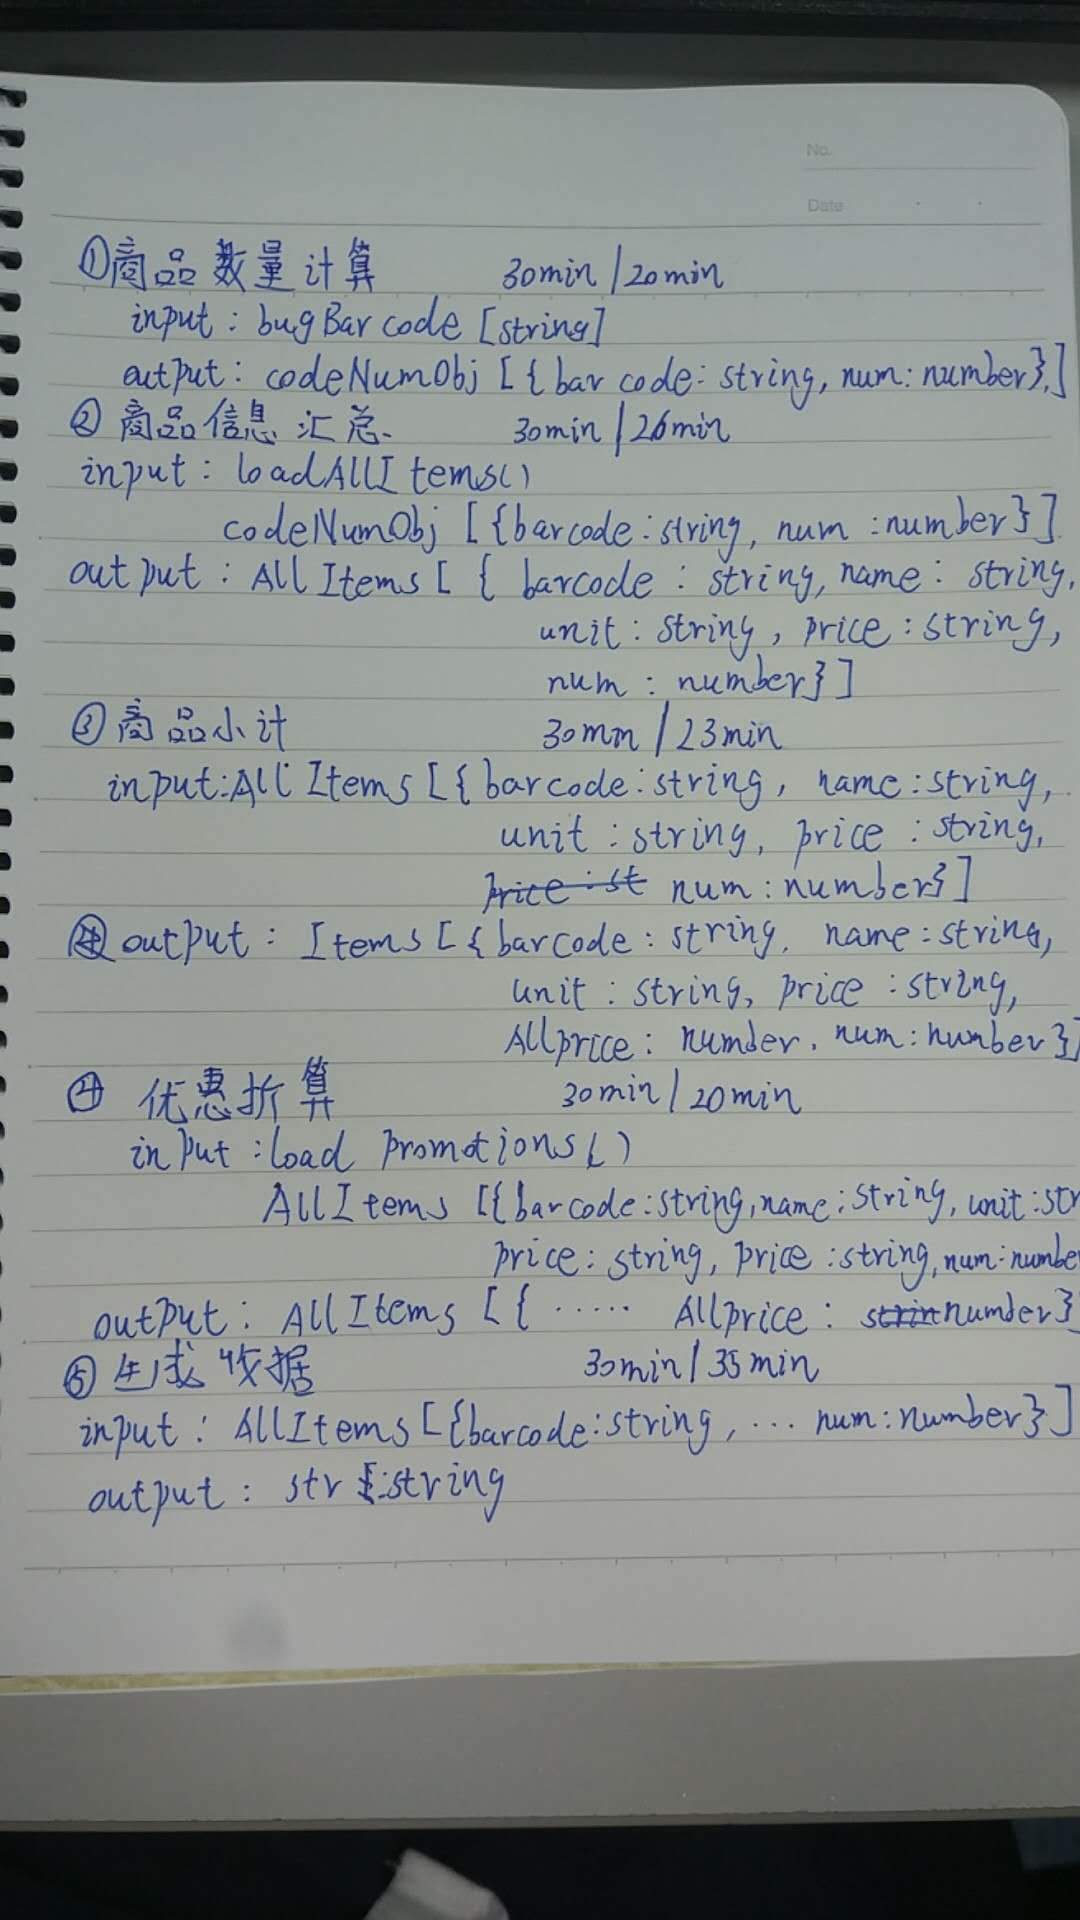 No.
Date
①商品数量计算 30min/20min
input: bugBarcode [string]
output: codeNumObj [{barcode: string, num: number},]
②商品信息汇总 30min/26min
input: loadAllItems()
codeNumObj [{barcode: string, num: number}]
output: AllItems [{ barcode: string, name: string,
unit: string, price: string,
num: number}]
③商品小计 30mn/23min
input: AllItems [{barcode: string, name: string,
unit: string, price: string,
price: st num: number}]
output: Items [{barcode: string, name: string,
unit: string, price: string,
Allprice: number, num: number}]
④ 优惠折算 30min/20min
input: load promotions()
AllItems [{barcode: string, name: string, unit: str
price: string, price: string, num: numbe
output: AllItems [{ ...... Allprice: strin number}
⑤生成收据 30min/35min
input: AllItems [{barcode: string, ... num: number}]
output: str : string